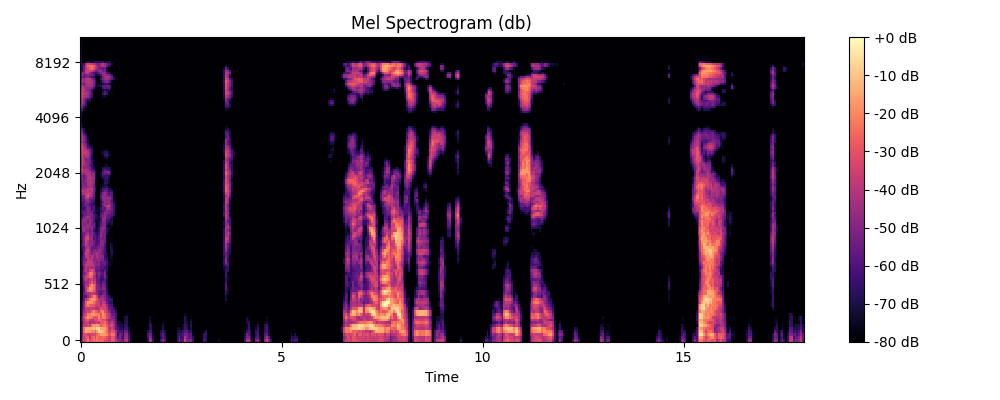 Mel Spectrogram (db)
8192
4096
2048
1024
512
0
Hz
0 5 10 15
Time
+0 dB
-10 dB
-20 dB
-30 dB
-40 dB
-50 dB
-60 dB
-70 dB
-80 dB